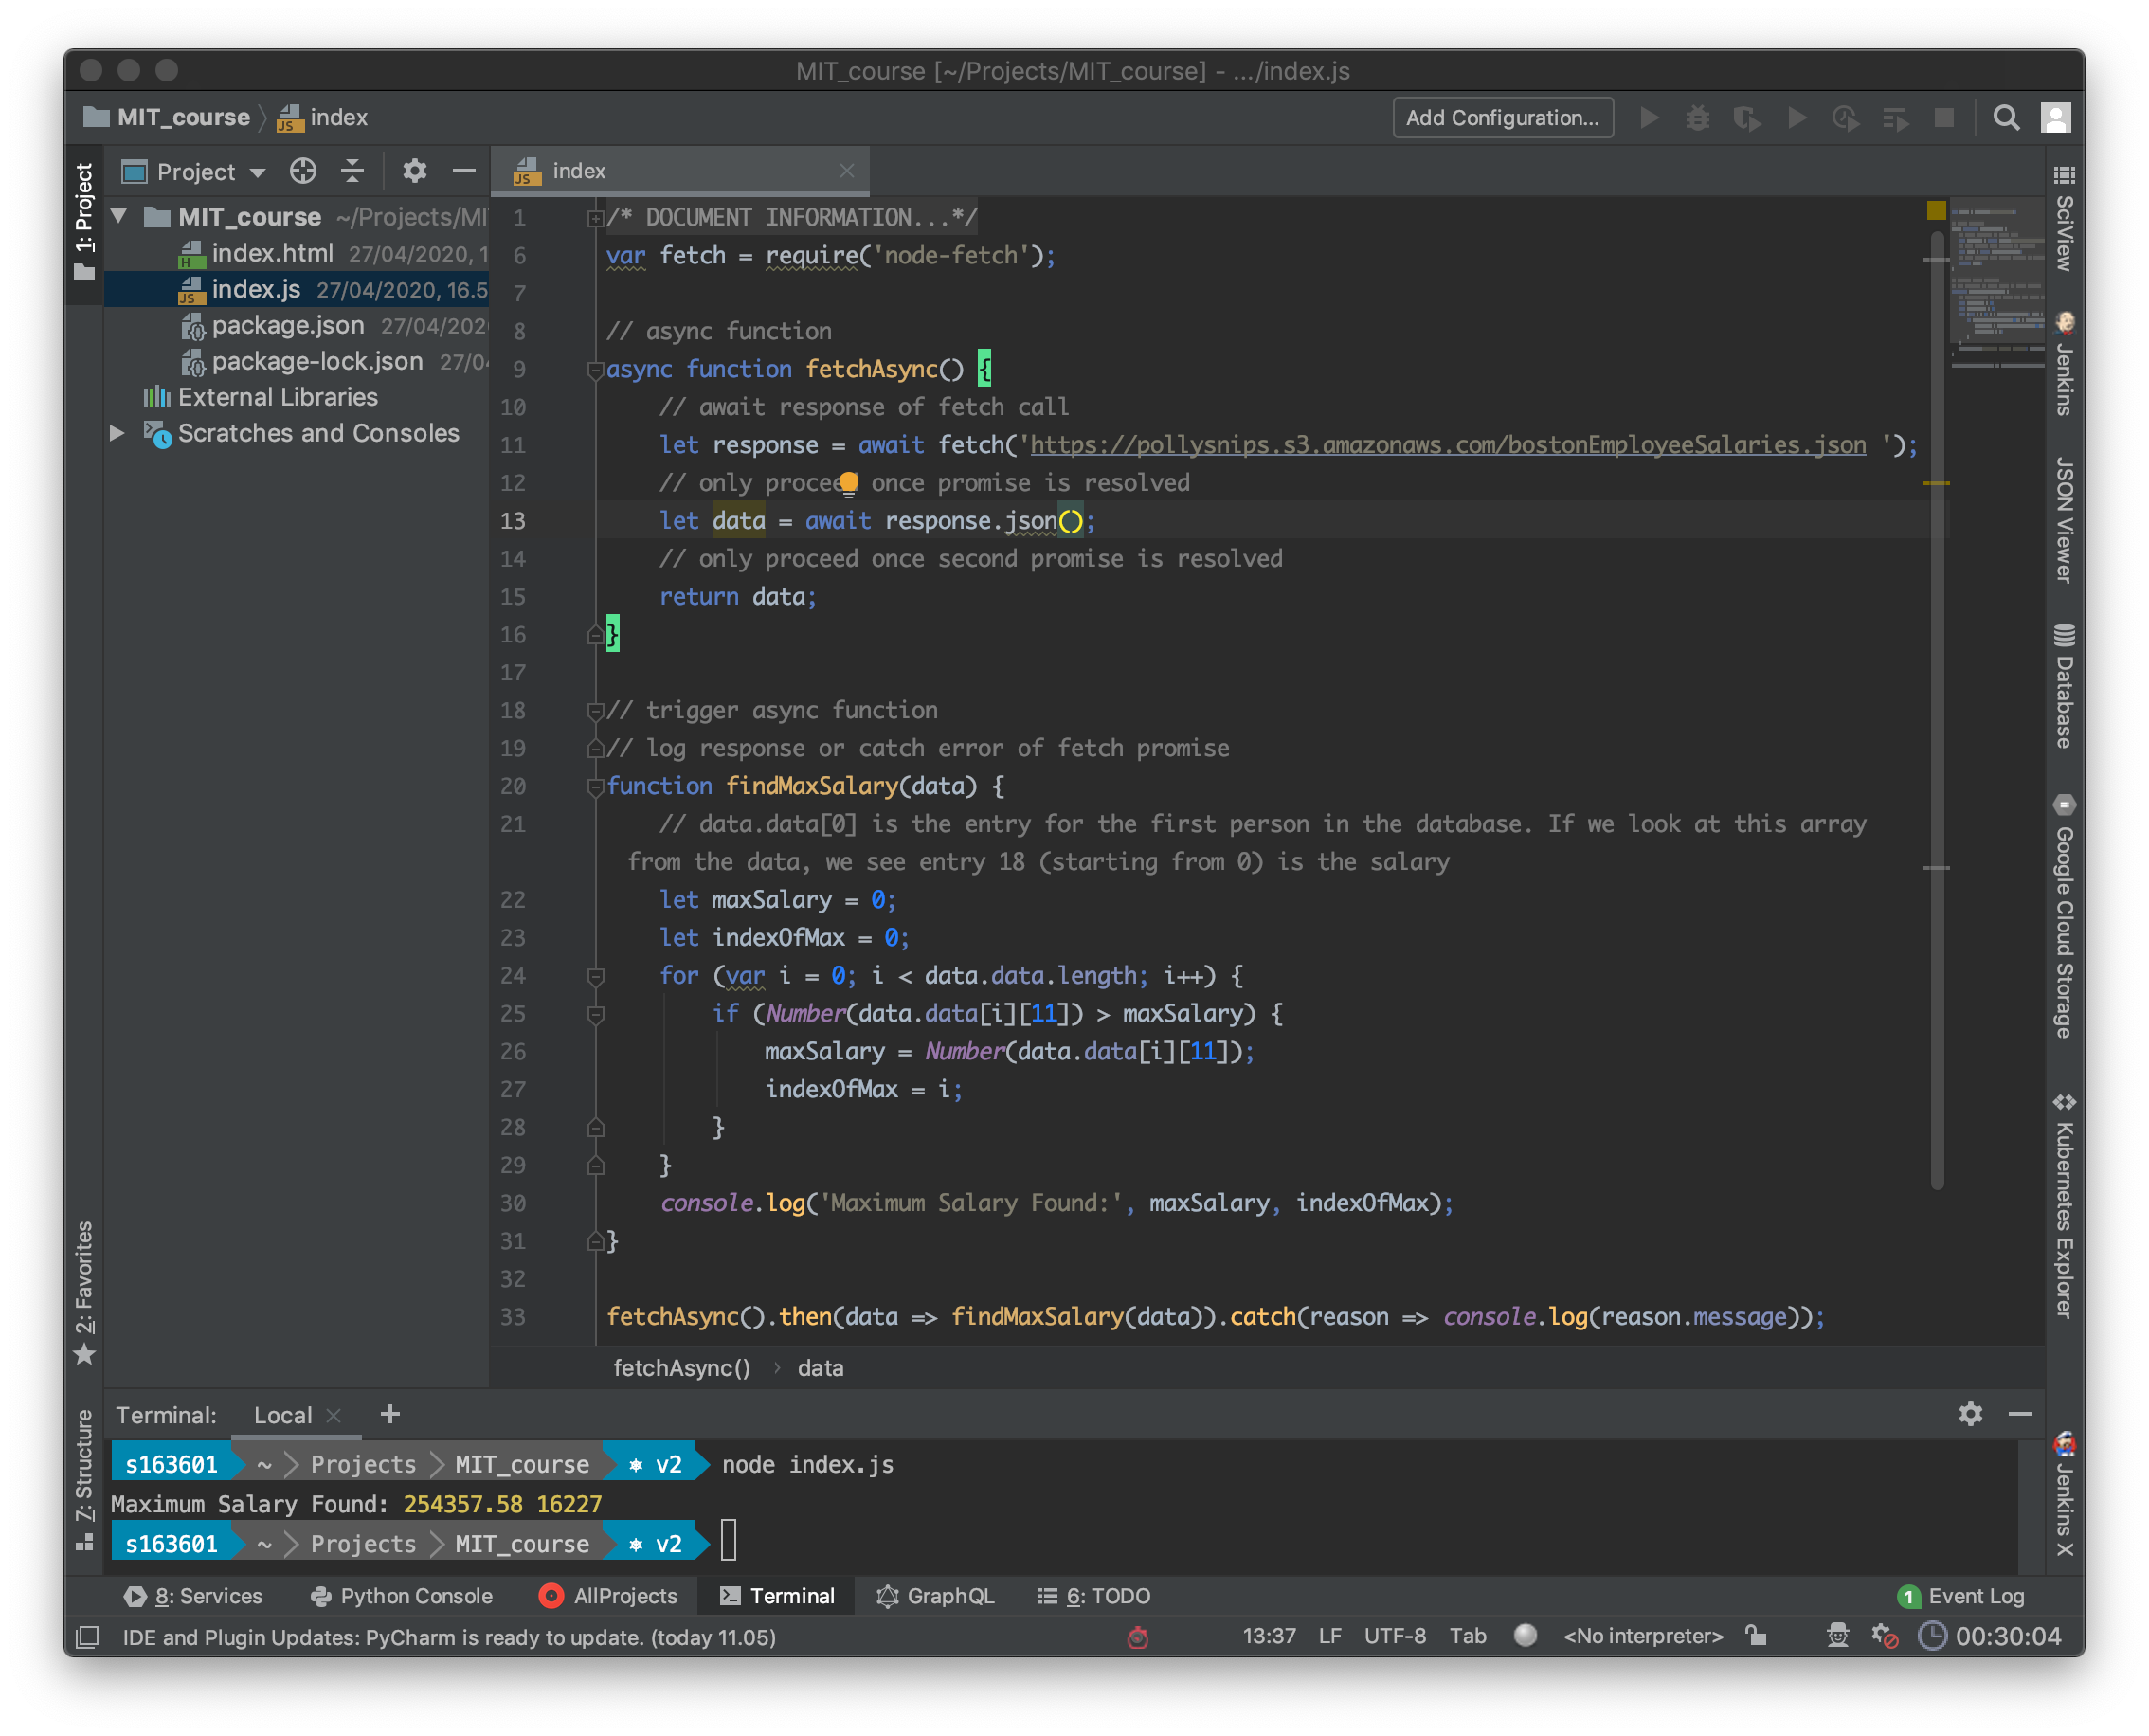 MIT_course [~/Projects/MIT_course] - .../index.js
MIT_course index
Add Configuration...
1: Project
Project
index
MIT_course ~/Projects/MI
index.html 27/04/2020, 1
index.js 27/04/2020, 16.5
package.json 27/04/202
package-lock.json 27/0
External Libraries
Scratches and Consoles
1 /* DOCUMENT INFORMATION...*/
6 var fetch = require('node-fetch');
7
8 // async function
9 async function fetchAsync() {
10 // await response of fetch call
11 let response = await fetch('https://pollysnips.s3.amazonaws.com/bostonEmployeeSalaries.json ');
12 // only proceed once promise is resolved
13 let data = await response.json();
14 // only proceed once second promise is resolved
15 return data;
16 }
17
18 // trigger async function
19 // log response or catch error of fetch promise
20 function findMaxSalary(data) {
21 // data.data[0] is the entry for the first person in the database. If we look at this array
from the data, we see entry 18 (starting from 0) is the salary
22 let maxSalary = 0;
23 let indexOfMax = 0;
24 for (var i = 0; i < data.data.length; i++) {
25 if (Number(data.data[i][11]) > maxSalary) {
26 maxSalary = Number(data.data[i][11]);
27 indexOfMax = i;
28 }
29 }
30 console.log('Maximum Salary Found:', maxSalary, indexOfMax);
31 }
32
33 fetchAsync().then(data => findMaxSalary(data)).catch(reason => console.log(reason.message));
fetchAsync() › data
SciView
Jenkins
JSON Viewer
Database
Google Cloud Storage
Kubernetes Explorer
Jenkins X
2: Favorites
7: Structure
Terminal: Local
s163601 ~ Projects MIT_course v2 node index.js
Maximum Salary Found: 254357.58 16227
s163601 ~ Projects MIT_course v2
8: Services Python Console AllProjects Terminal GraphQL 6: TODO 1 Event Log
IDE and Plugin Updates: PyCharm is ready to update. (today 11.05) 13:37 LF UTF-8 Tab <No interpreter> 00:30:04